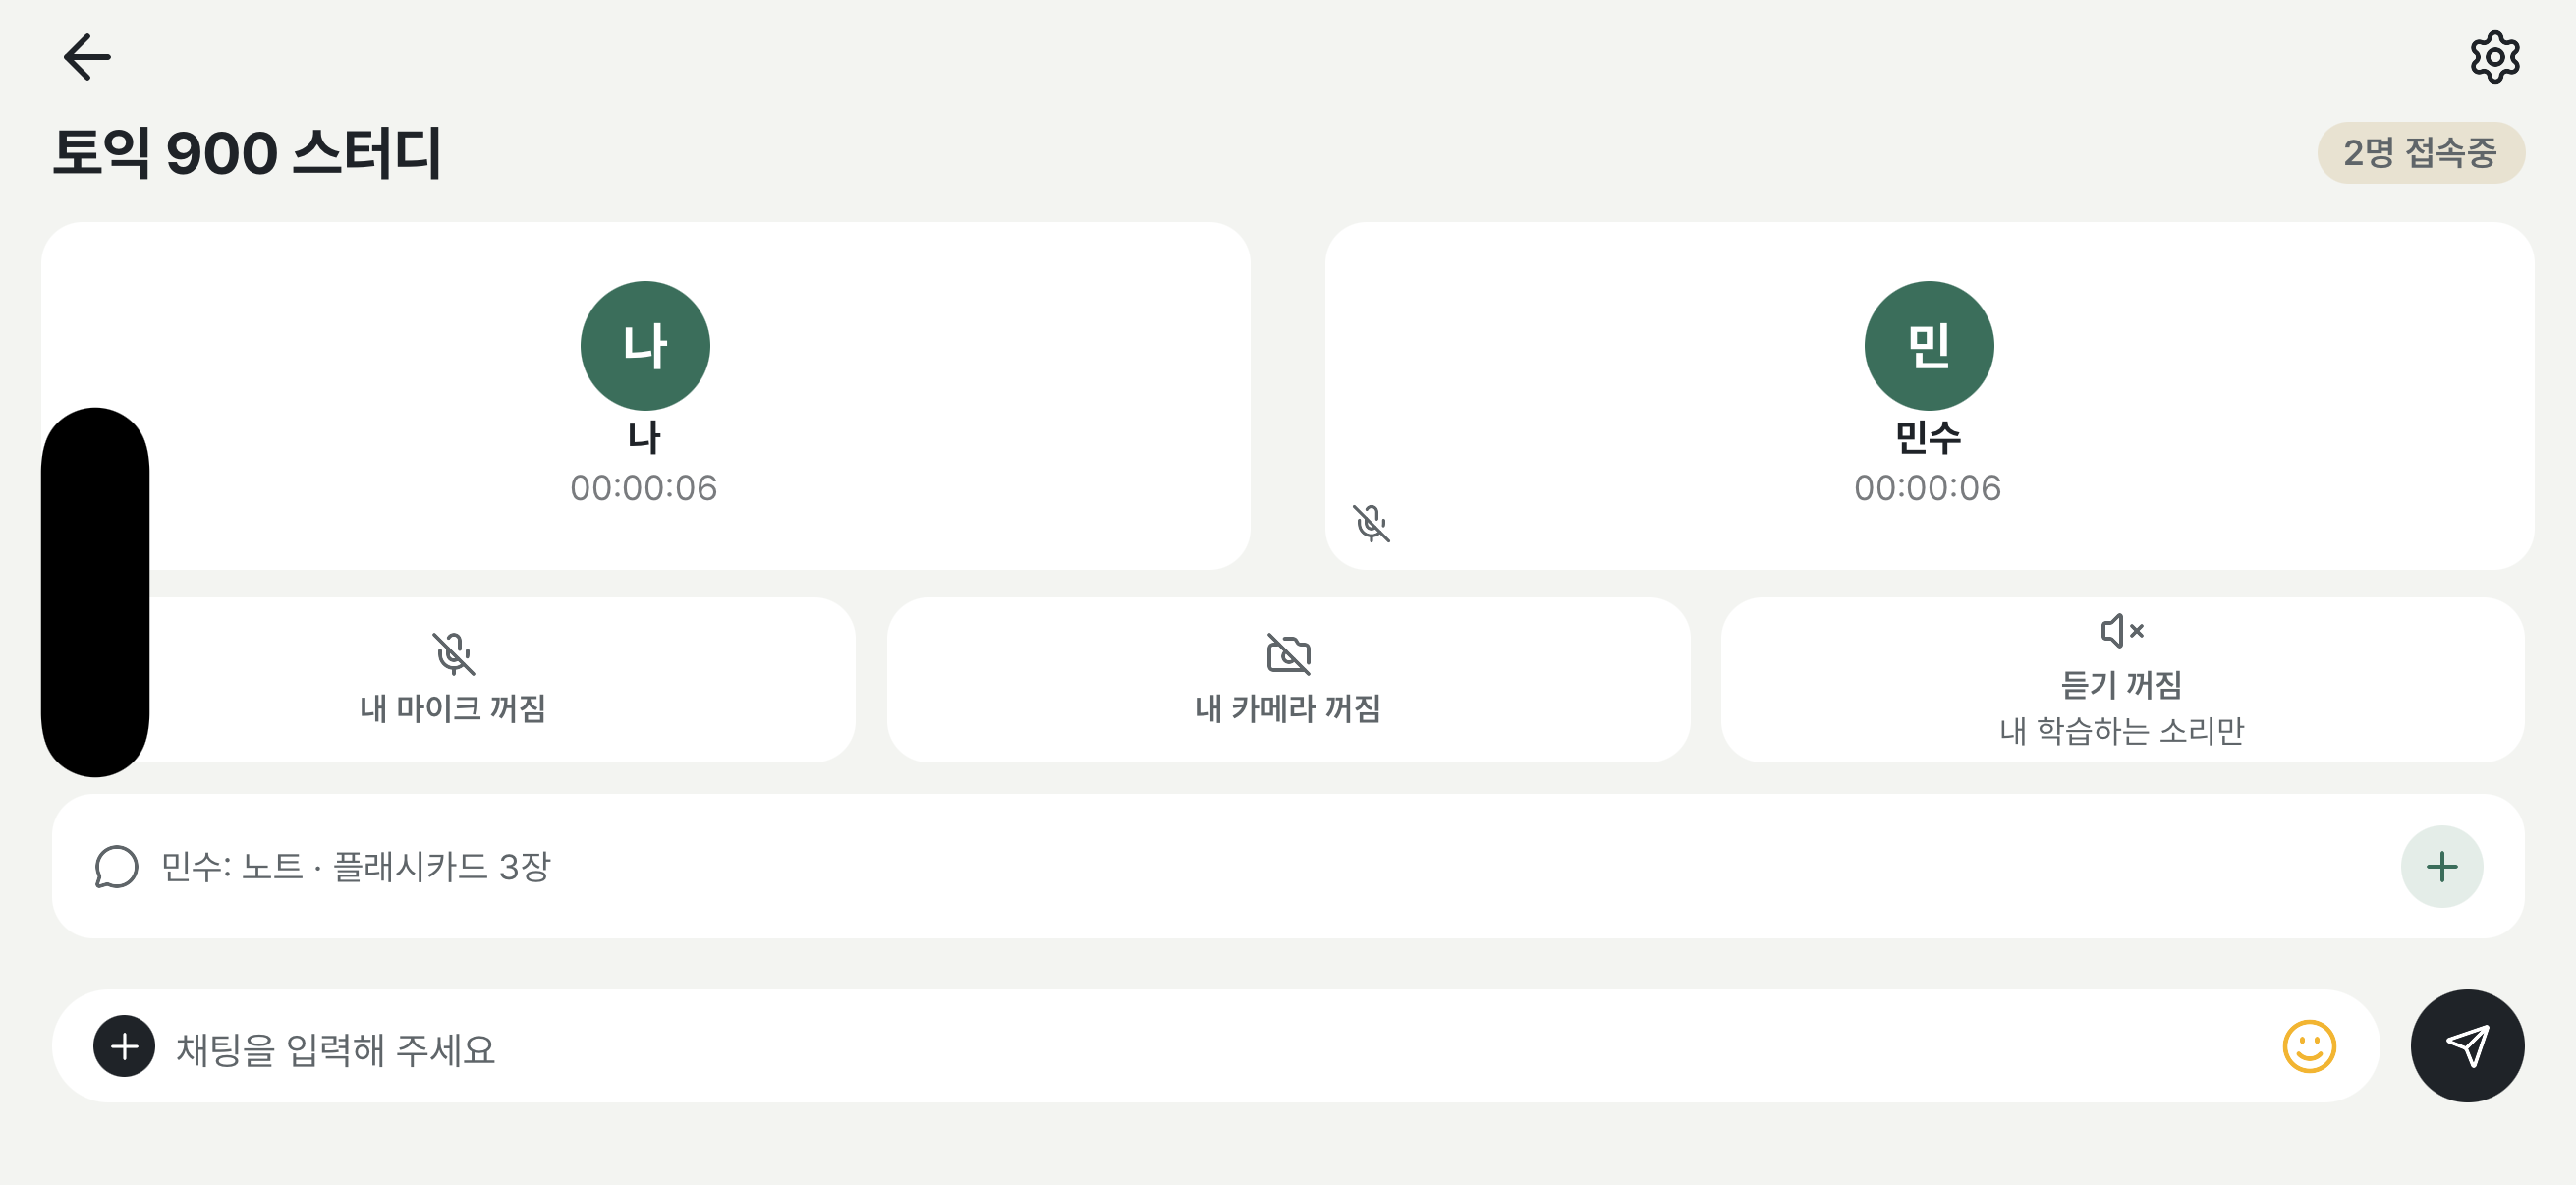 토익 900 스터디
2명 접속중
나
나
00:00:06
민
민수
00:00:06
내 마이크 꺼짐
내 카메라 꺼짐
듣기 꺼짐
내 학습하는 소리만
민수: 노트 · 플래시카드 3장
채팅을 입력해 주세요